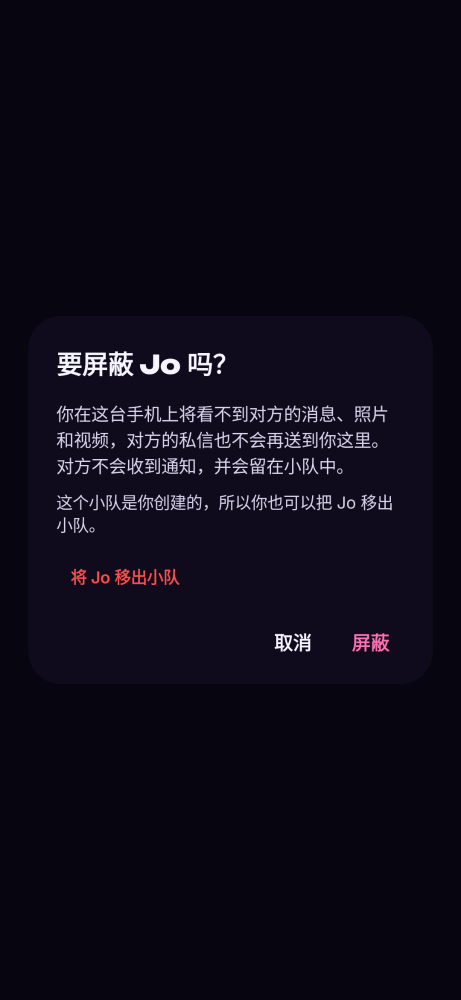 要屏蔽 Jo 吗？
你在这台手机上将看不到对方的消息、照片
和视频，对方的私信也不会再送到你这里。
对方不会收到通知，并会留在小队中。
这个小队是你创建的，所以你也可以把 Jo 移出
小队。
将 Jo 移出小队
取消
屏蔽